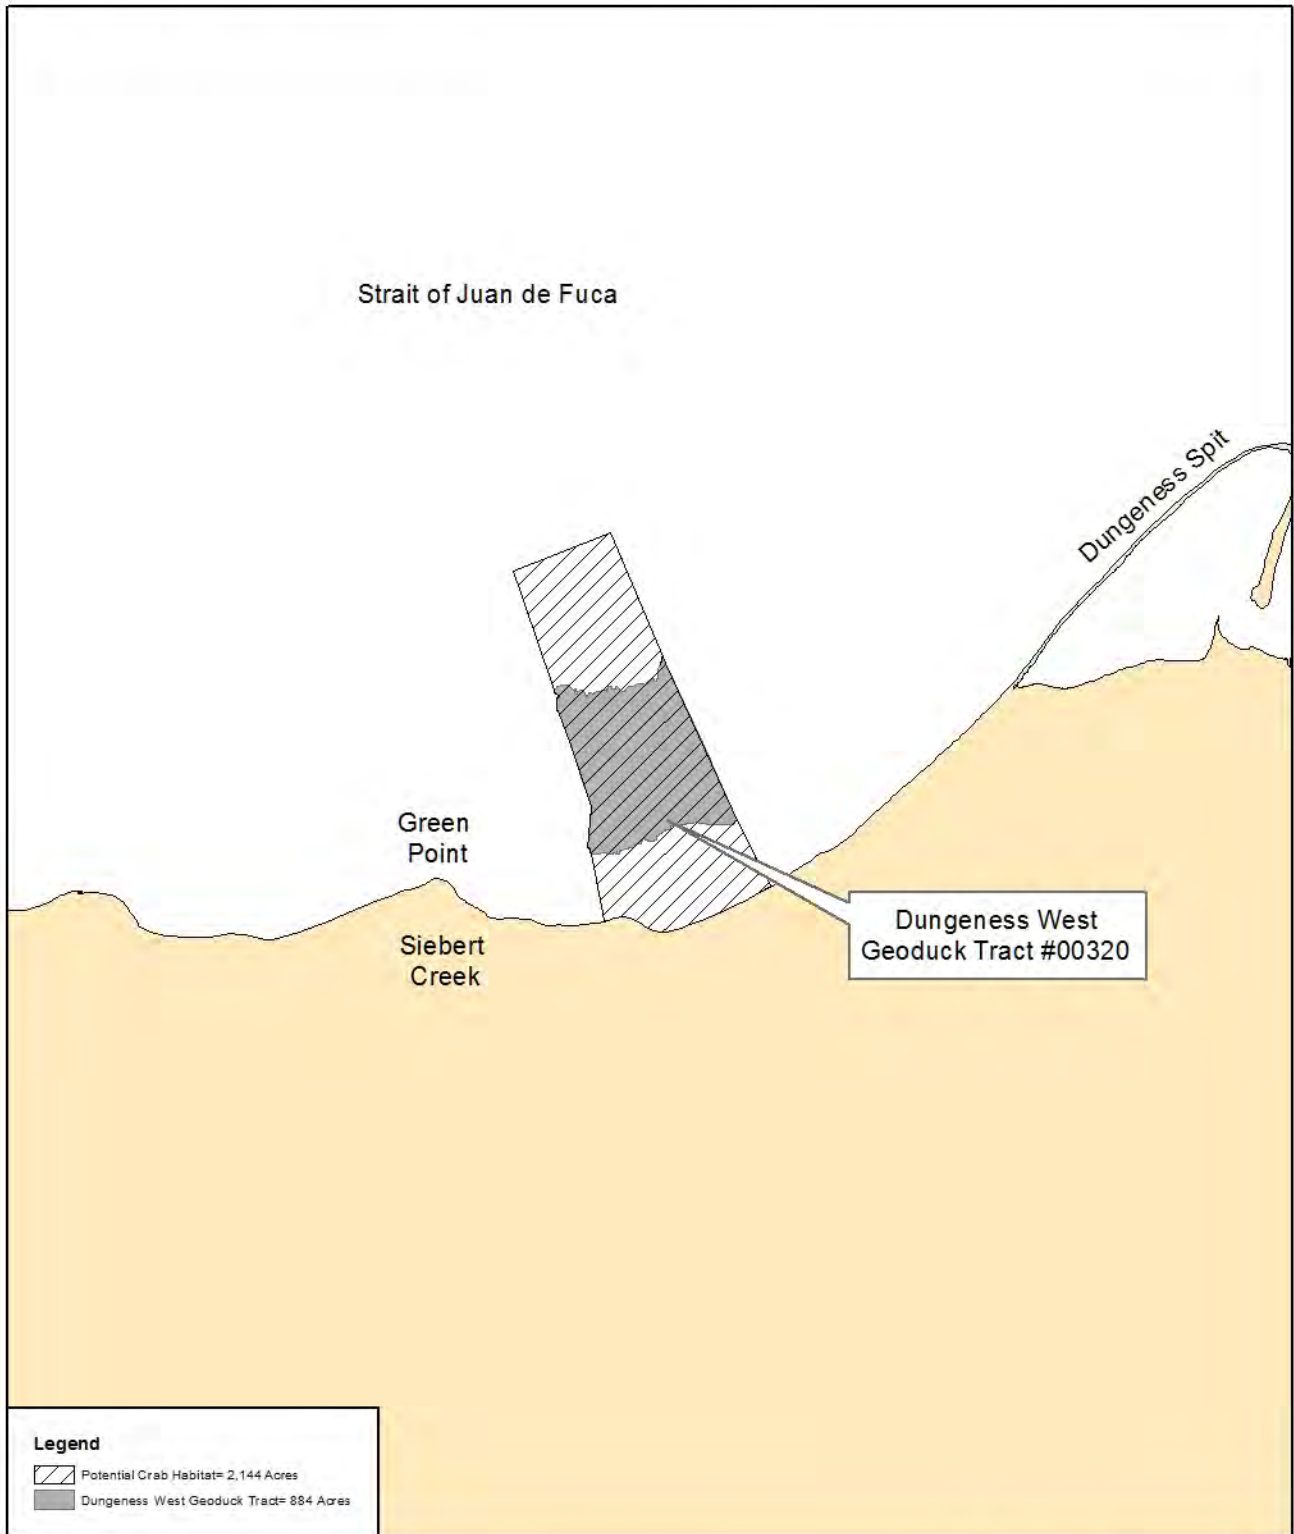 Strait of Juan de Fuca
Dungeness Spit
Green
Point
Dungeness West
Geoduck Tract #00320
Siebert
Creek
Legend
Potential Crab Habitat= 2,144 Acres
Dungeness West Geoduck Tract= 884 Acres